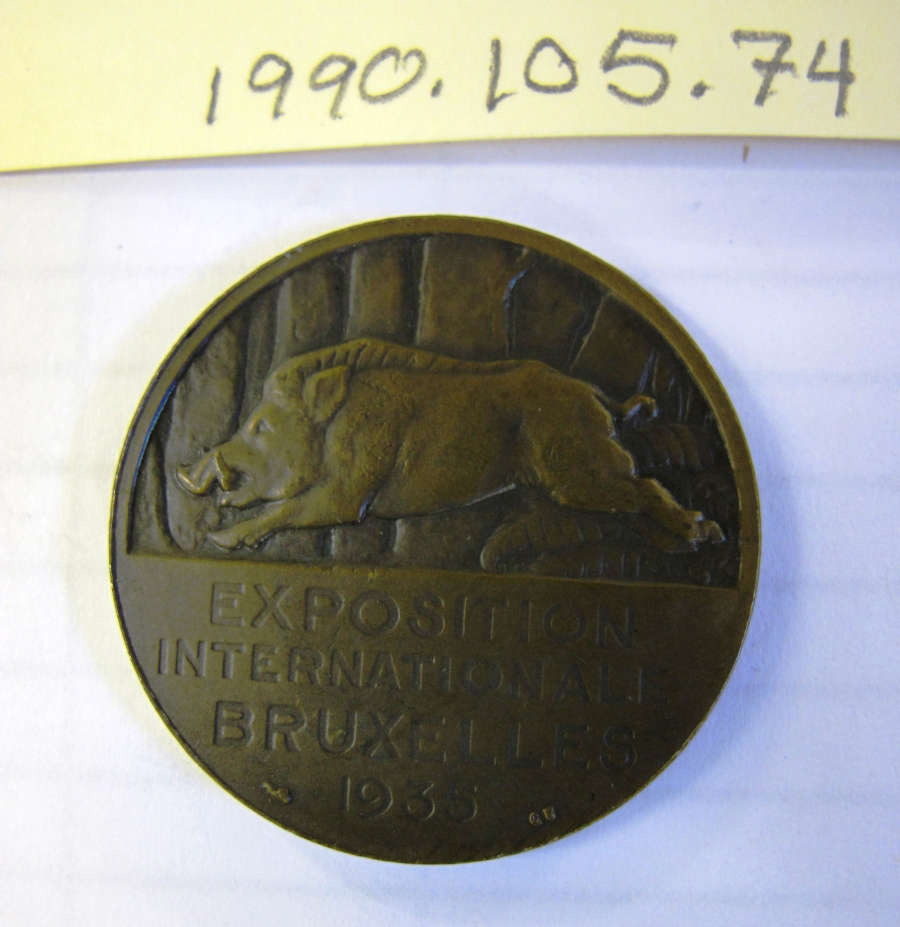 1990.105.74
EXPOSITION
INTERNATIONALE
BRUXELLES
1935